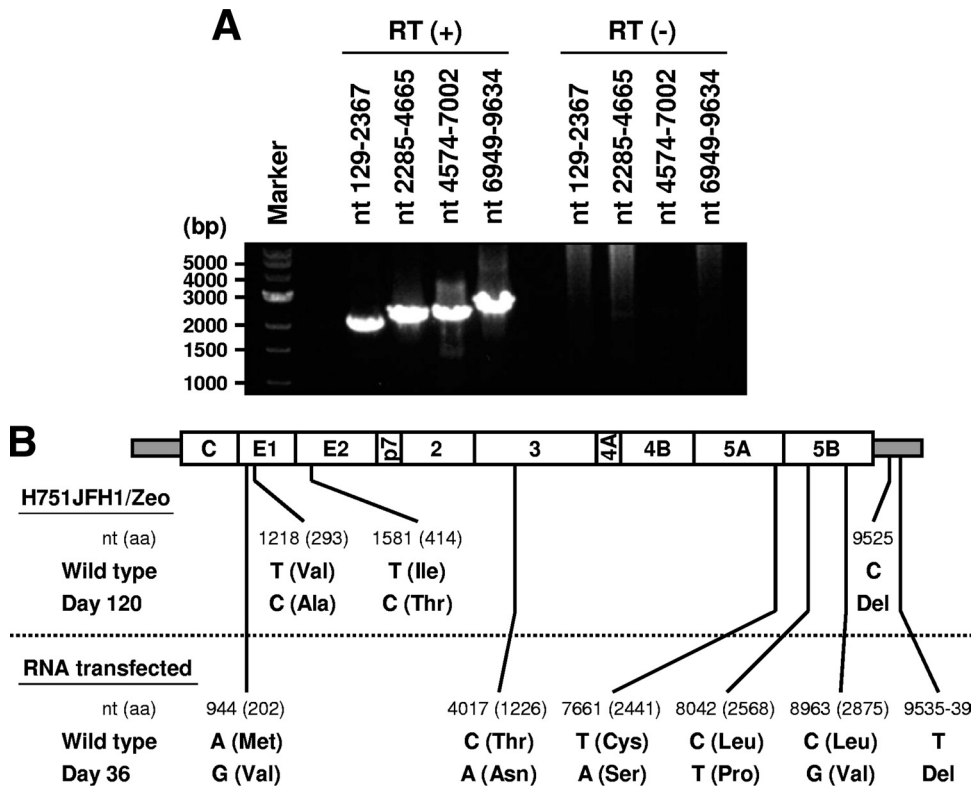 A
RT (+) RT (-)
Marker nt 129-2367 nt 2285-4665 nt 4574-7002 nt 6949-9634 nt 129-2367 nt 2285-4665 nt 4574-7002 nt 6949-9634
(bp)
5000
4000
3000
2000
1500
1000
B
C E1 E2 p7 2 3 4A 4B 5A 5B
H751JFH1/Zeo
nt (aa) 1218 (293) 1581 (414) 9525
Wild type T (Val) T (Ile) C
Day 120 C (Ala) C (Thr) Del
RNA transfected
nt (aa) 944 (202) 4017 (1226) 7661 (2441) 8042 (2568) 8963 (2875) 9535-39
Wild type A (Met) C (Thr) T (Cys) C (Leu) C (Leu) T
Day 36 G (Val) A (Asn) A (Ser) T (Pro) G (Val) Del